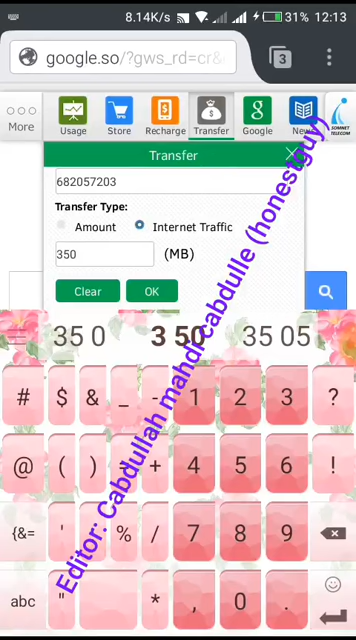 8.14K/s 31% 12:13
google.so/?gws_rd=cr&
3
More
Usage
Store
Recharge
Transfer
Google
News
SOMNET
TELECOM
Transfer
682057203
Transfer Type:
Amount
Internet Traffic
350 (MB)
Clear
OK
35 0
3 50
35 05
Editor: Cabdullah mahdi cabdulle (honestguy)
# $ & _ - 1 2 3 ?
@ ( ) = + 4 5 6 !
{&= ' : % / 7 8 9
abc " * , 0 .